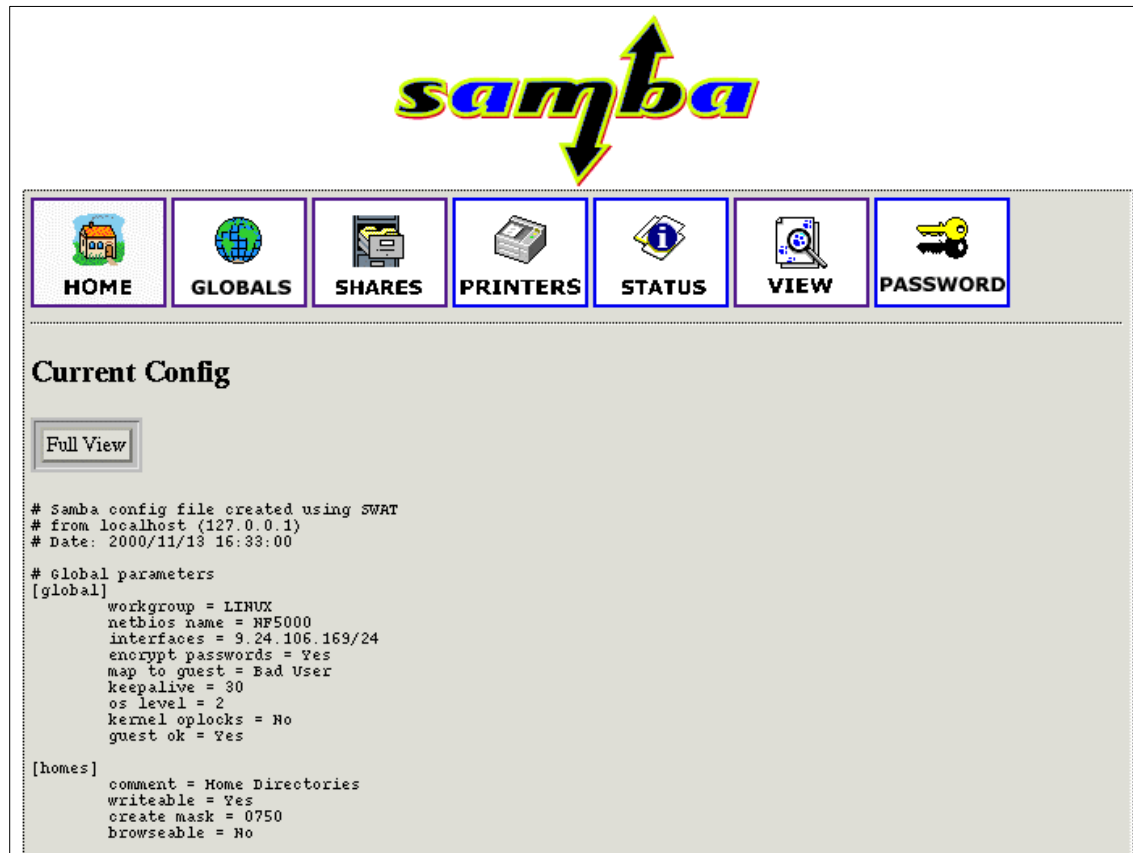 samba
HOME GLOBALS SHARES PRINTERS STATUS VIEW PASSWORD
Current Config
Full View
# Samba config file created using SWAT
# from localhost (127.0.0.1)
# Date: 2000/11/13 16:33:00
# Global parameters
[global]
workgroup = LINUX
netbios name = NF5000
interfaces = 9.24.106.169/24
encrypt passwords = Yes
map to guest = Bad User
keepalive = 30
os level = 2
kernel oplocks = No
guest ok = Yes
[homes]
comment = Home Directories
writeable = Yes
create mask = 0750
browseable = No